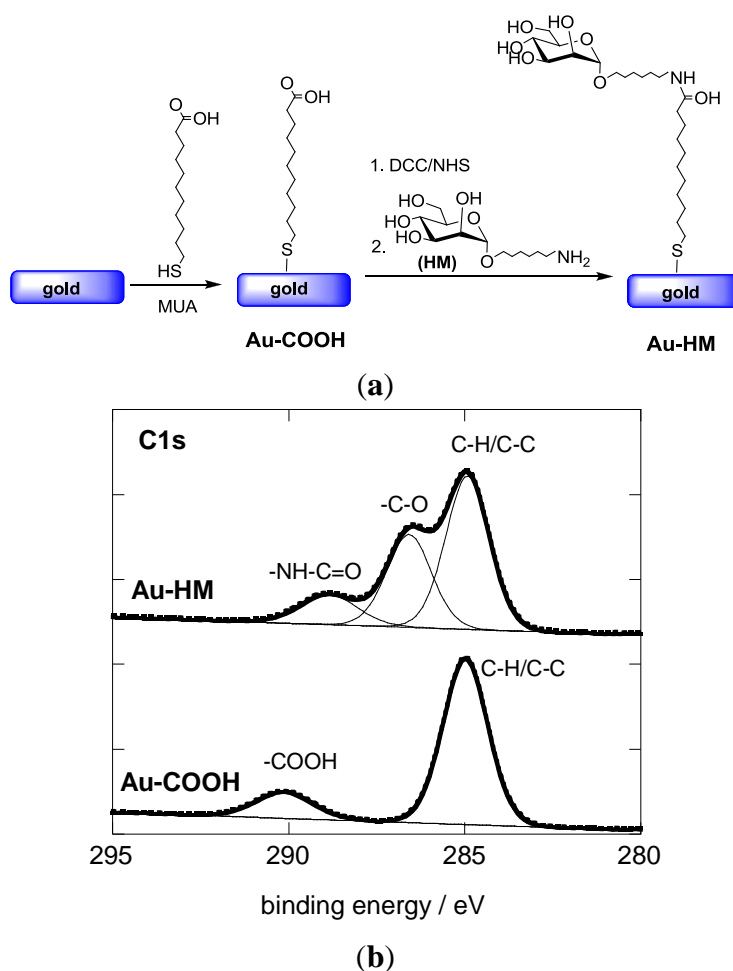 HO
HO
HO
HO
O
O
NH
OH
O
OH
O
OH
HS
S
S
1. DCC/NHS
2.
HO
HO
HO
OH
O
O
NH2
(HM)
gold
MUA
gold
gold
Au-COOH
Au-HM
(a)
C1s
C-H/C-C
-C-O
-NH-C=O
Au-HM
C-H/C-C
-COOH
Au-COOH
295
290
285
280
binding energy / eV
(b)